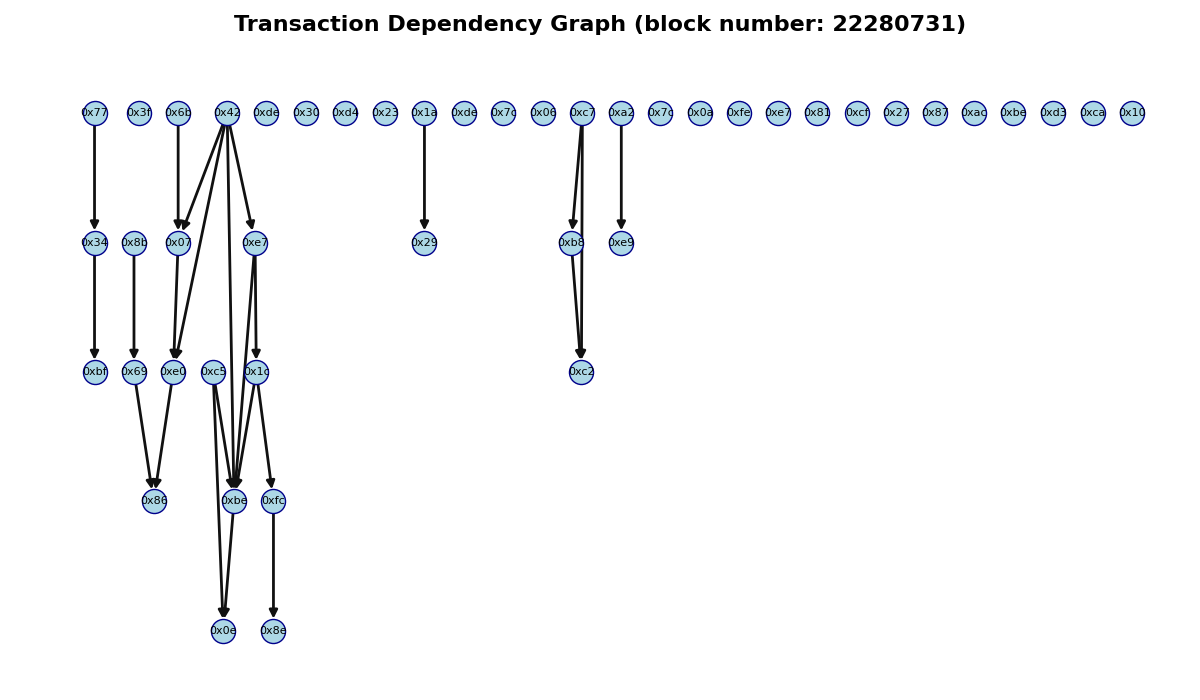 Transaction Dependency Graph (block number: 22280731)
0x77 0x3f 0x6b 0x42 0xde 0x30 0xd4 0x23 0x1a 0xde 0x7c 0x06 0xc7 0xa2 0x7c 0x0a 0xfe 0xe7 0x81 0xcf 0x27 0x87 0xac 0xbe 0xd3 0xca 0x10
0x34 0x8b 0x07 0xe7 0x29 0xb8 0xe9
0xbf 0x69 0xe0 0xc5 0x1c 0xc2
0x86 0xbe 0xfc
0x0e 0x8e